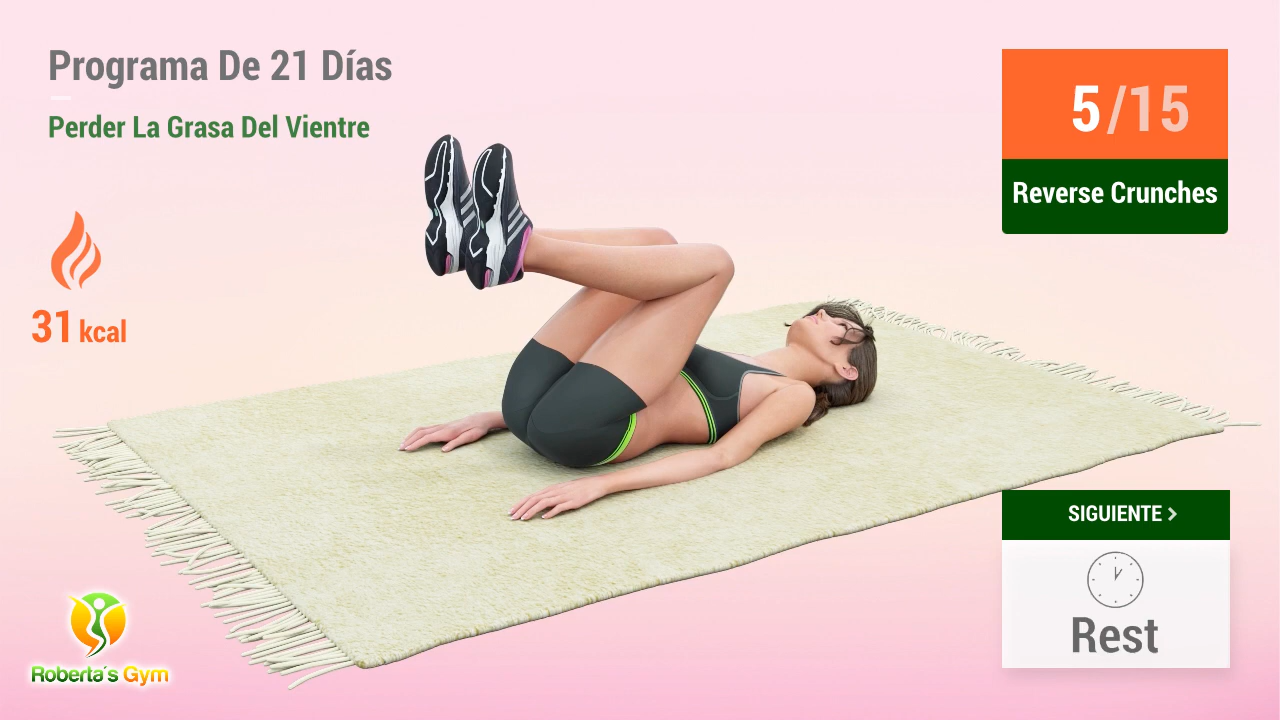 Programa De 21 Días
Perder La Grasa Del Vientre
5/15
Reverse Crunches
31 kcal
SIGUIENTE >
Rest
Roberta´s Gym